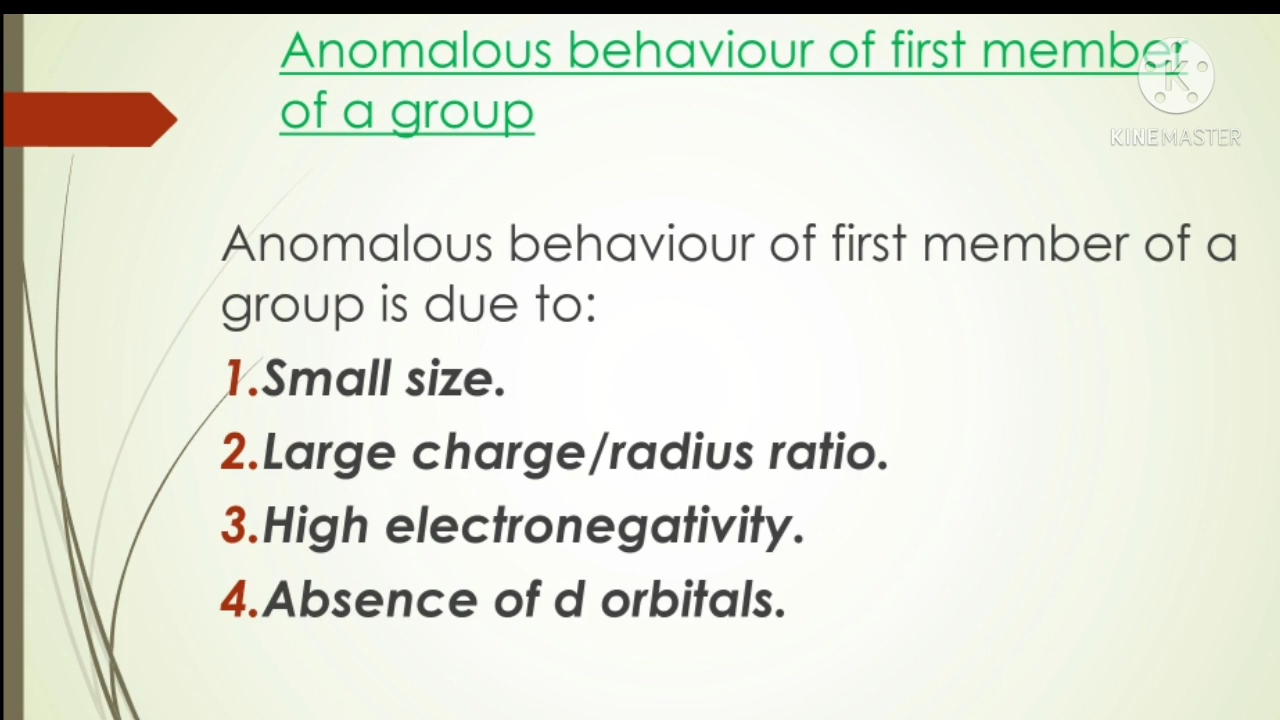 Anomalous behaviour of first member
of a group
KINEMASTER
Anomalous behaviour of first member of a
group is due to:
1.Small size.
2.Large charge/radius ratio.
3.High electronegativity.
4.Absence of d orbitals.